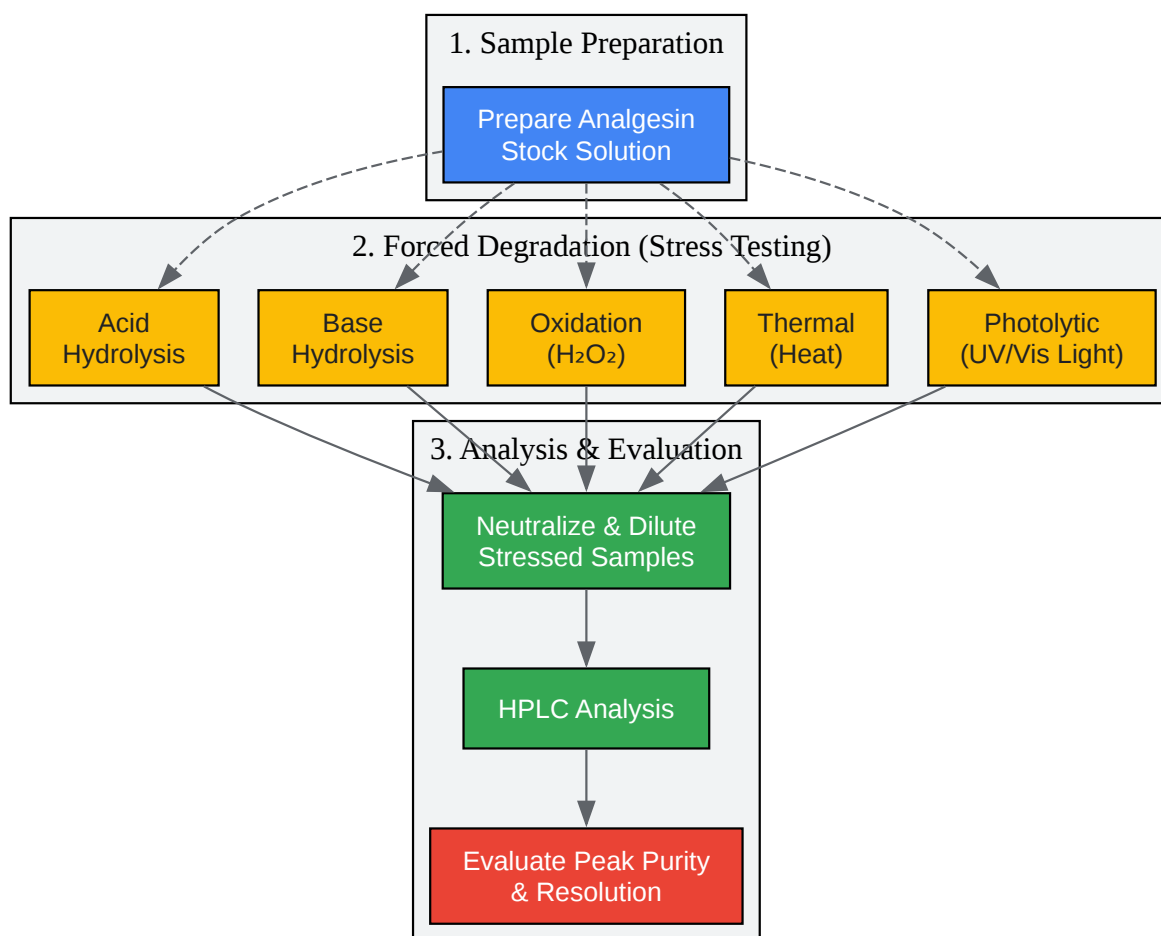 1. Sample Preparation
Prepare Analgesin
Stock Solution
2. Forced Degradation (Stress Testing)
Acid
Hydrolysis
Base
Hydrolysis
Oxidation
(H₂O₂)
Thermal
(Heat)
Photolytic
(UV/Vis Light)
3. Analysis & Evaluation
Neutralize & Dilute
Stressed Samples
HPLC Analysis
Evaluate Peak Purity
& Resolution